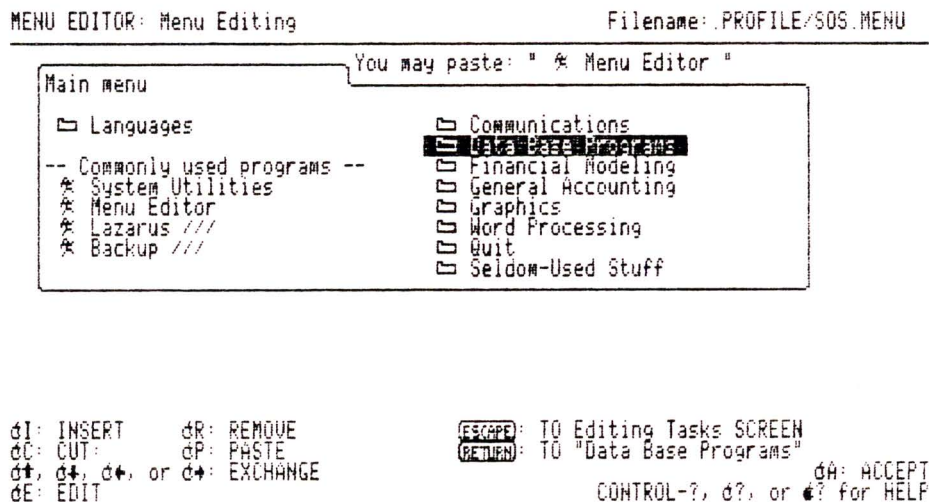 MENU EDITOR: Menu Editing Filename: .PROFILE/SOS.MENU
You may paste: " Menu Editor "
Main menu
Languages
-- Commonly used programs --
System Utilities
Menu Editor
Lazarus ///
Backup ///
Communications
Data Base Programs
Financial Modeling
General Accounting
Graphics
Word Processing
Quit
Seldom-Used Stuff
I: INSERT R: REMOVE
C: CUT: P: PASTE
↑, ↓, ←, or →: EXCHANGE
E: EDIT
ESCAPE: TO Editing Tasks SCREEN
RETURN: TO "Data Base Programs"
A: ACCEPT
CONTROL-?, ?, or ? for HELP